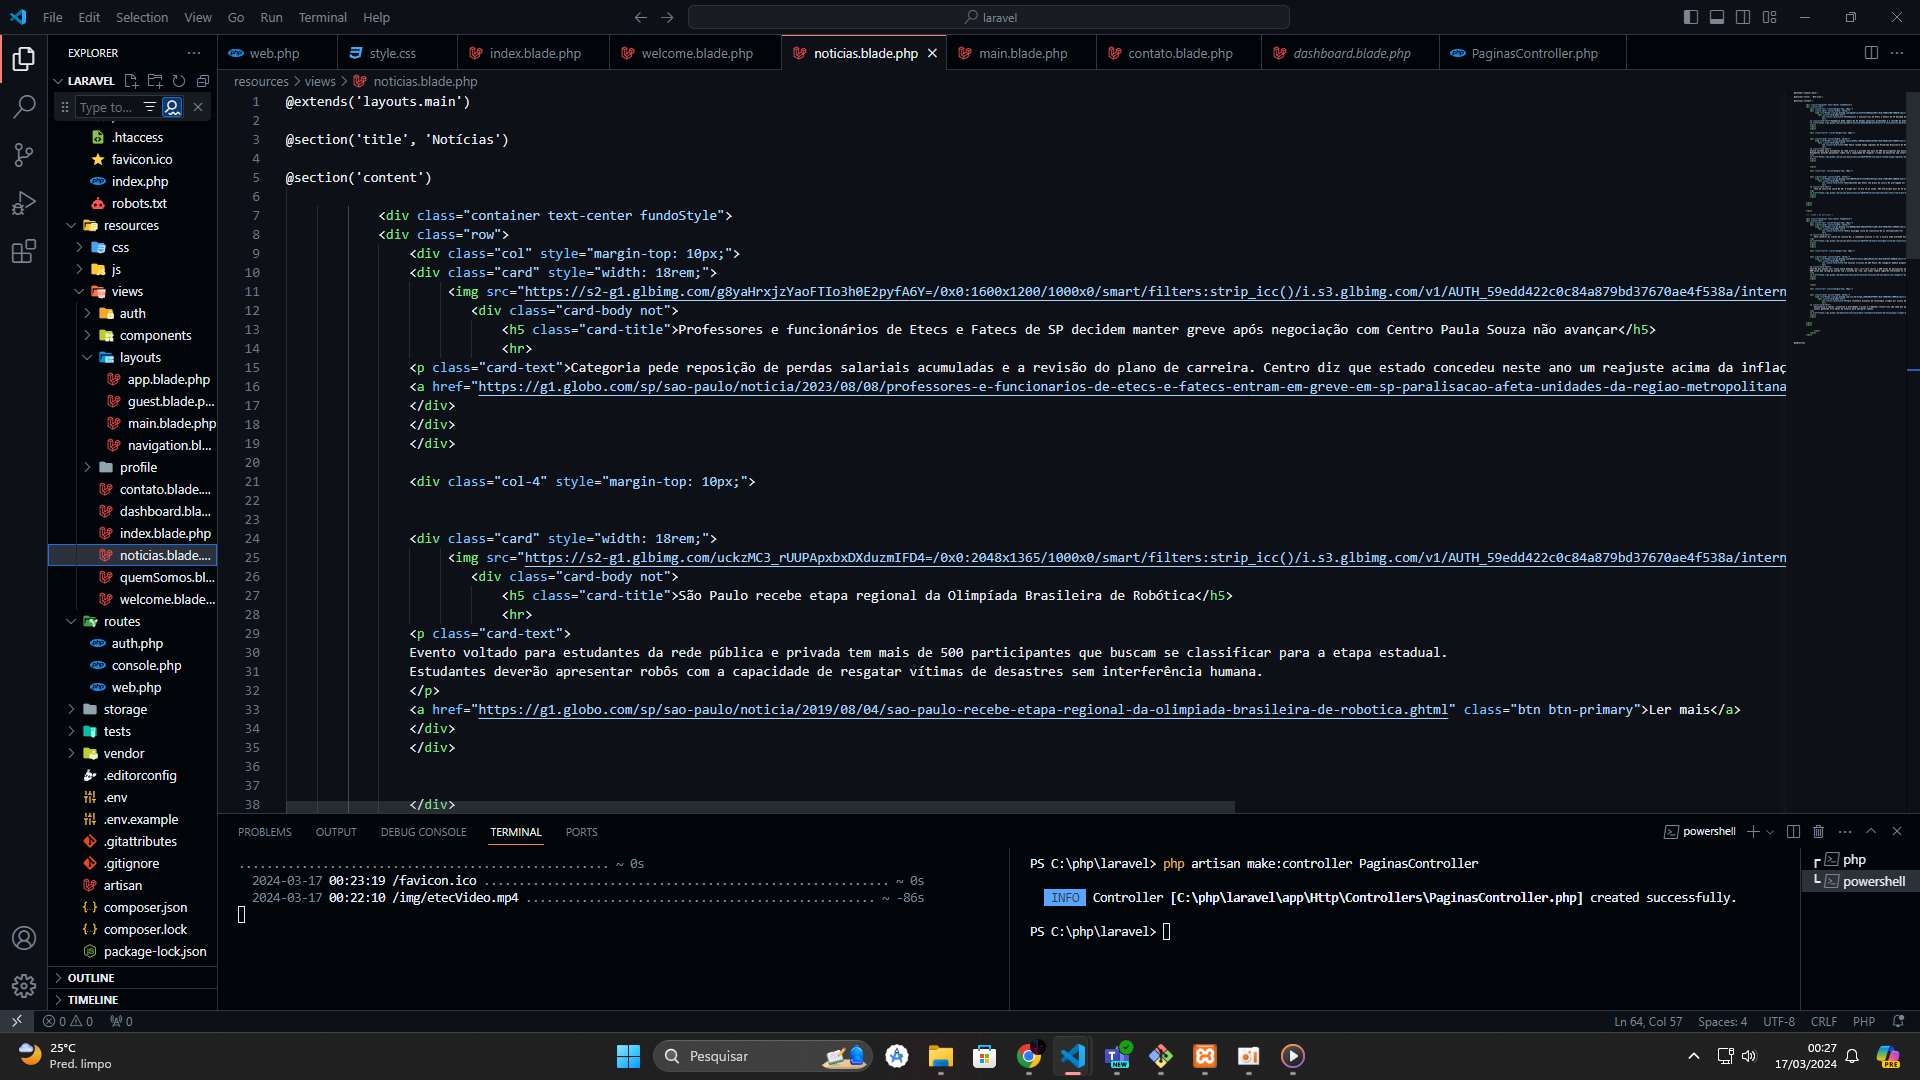 File Edit Selection View Go Run Terminal Help
laravel
EXPLORER
web.php style.css index.blade.php welcome.blade.php noticias.blade.php main.blade.php contato.blade.php dashboard.blade.php PaginasController.php
LARAVEL
resources > views > noticias.blade.php
Type to...
.htaccess
favicon.ico
index.php
robots.txt
resources
css
js
views
auth
components
layouts
app.blade.php
guest.blade.p...
main.blade.php
navigation.bl...
profile
contato.blade....
dashboard.bla...
index.blade.php
noticias.blade....
quemSomos.bl...
welcome.blade...
routes
auth.php
console.php
web.php
storage
tests
vendor
.editorconfig
.env
.env.example
.gitattributes
.gitignore
artisan
composer.json
composer.lock
package-lock.json
OUTLINE
TIMELINE
1 @extends('layouts.main')
2
3 @section('title', 'Notícias')
4
5 @section('content')
6
7 <div class="container text-center fundoStyle">
8 <div class="row">
9 <div class="col" style="margin-top: 10px;">
10 <div class="card" style="width: 18rem;">
11 <img src="https://s2-g1.glbimg.com/g8yaHrxjzYaoFTIo3h0E2pyfA6Y=/0x0:1600x1200/1000x0/smart/filters:strip_icc()/i.s3.glbimg.com/v1/AUTH_59edd422c0c84a879bd37670ae4f538a/intern
12 <div class="card-body not">
13 <h5 class="card-title">Professores e funcionários de Etecs e Fatecs de SP decidem manter greve após negociação com Centro Paula Souza não avançar</h5>
14 <hr>
15 <p class="card-text">Categoria pede reposição de perdas salariais acumuladas e a revisão do plano de carreira. Centro diz que estado concedeu neste ano um reajuste acima da inflaç
16 <a href="https://g1.globo.com/sp/sao-paulo/noticia/2023/08/08/professores-e-funcionarios-de-etecs-e-fatecs-entram-em-greve-em-sp-paralisacao-afeta-unidades-da-regiao-metropolitana
17 </div>
18 </div>
19 </div>
20
21 <div class="col-4" style="margin-top: 10px;">
22
23
24 <div class="card" style="width: 18rem;">
25 <img src="https://s2-g1.glbimg.com/uckzMC3_rUUPApxbxDXduzmIFD4=/0x0:2048x1365/1000x0/smart/filters:strip_icc()/i.s3.glbimg.com/v1/AUTH_59edd422c0c84a879bd37670ae4f538a/intern
26 <div class="card-body not">
27 <h5 class="card-title">São Paulo recebe etapa regional da Olimpíada Brasileira de Robótica</h5>
28 <hr>
29 <p class="card-text">
30 Evento voltado para estudantes da rede pública e privada tem mais de 500 participantes que buscam se classificar para a etapa estadual.
31 Estudantes deverão apresentar robôs com a capacidade de resgatar vítimas de desastres sem interferência humana.
32 </p>
33 <a href="https://g1.globo.com/sp/sao-paulo/noticia/2019/08/04/sao-paulo-recebe-etapa-regional-da-olimpiada-brasileira-de-robotica.ghtml" class="btn btn-primary">Ler mais</a>
34 </div>
35 </div>
36
37
38 </div>
PROBLEMS OUTPUT DEBUG CONSOLE TERMINAL PORTS
powershell
................................................ ~ 0s
2024-03-17 00:23:19 /favicon.ico ..................................................... ~ 0s
2024-03-17 00:22:10 /img/etecVideo.mp4 ............................................. ~ -86s
PS C:\php\laravel> php artisan make:controller PaginasController
INFO Controller [C:\php\laravel\app\Http\Controllers\PaginasController.php] created successfully.
PS C:\php\laravel>
php
powershell
0 0 0
Ln 64, Col 57 Spaces: 4 UTF-8 CRLF PHP
25°C
Pred. limpo
Pesquisar
NEW
00:27
17/03/2024
PRE